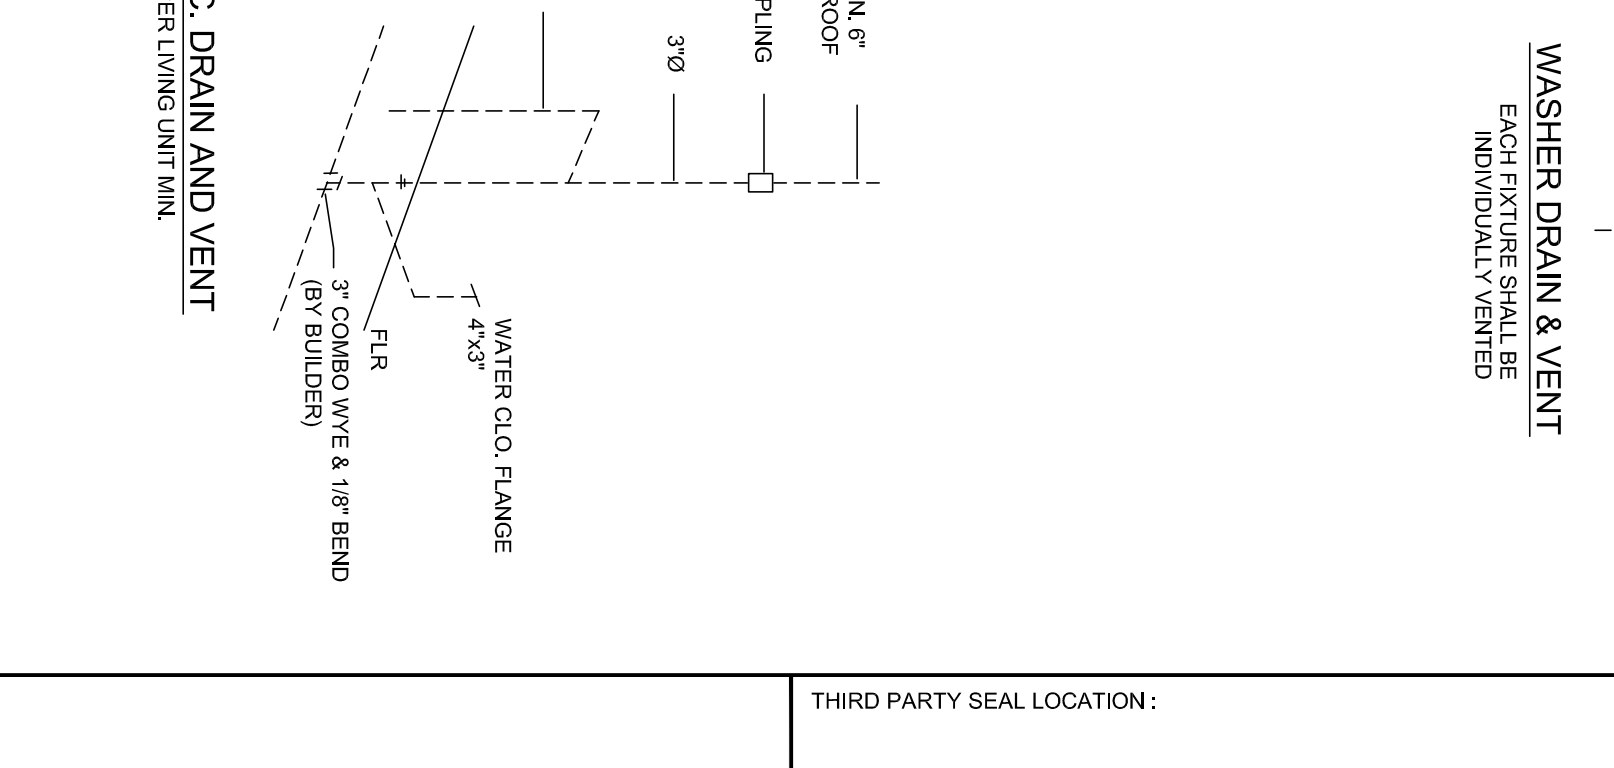 WASHER DRAIN & VENT
EACH FIXTURE SHALL BE
INDIVIDUALLY VENTED
N. 6"
ROOF
PLING
3"Ø
WATER CLO. FLANGE
4"x3"
FLR
3" COMBO WYE & 1/8" BEND
(BY BUILDER)
C. DRAIN AND VENT
ER LIVING UNIT MIN.
THIRD PARTY SEAL LOCATION :